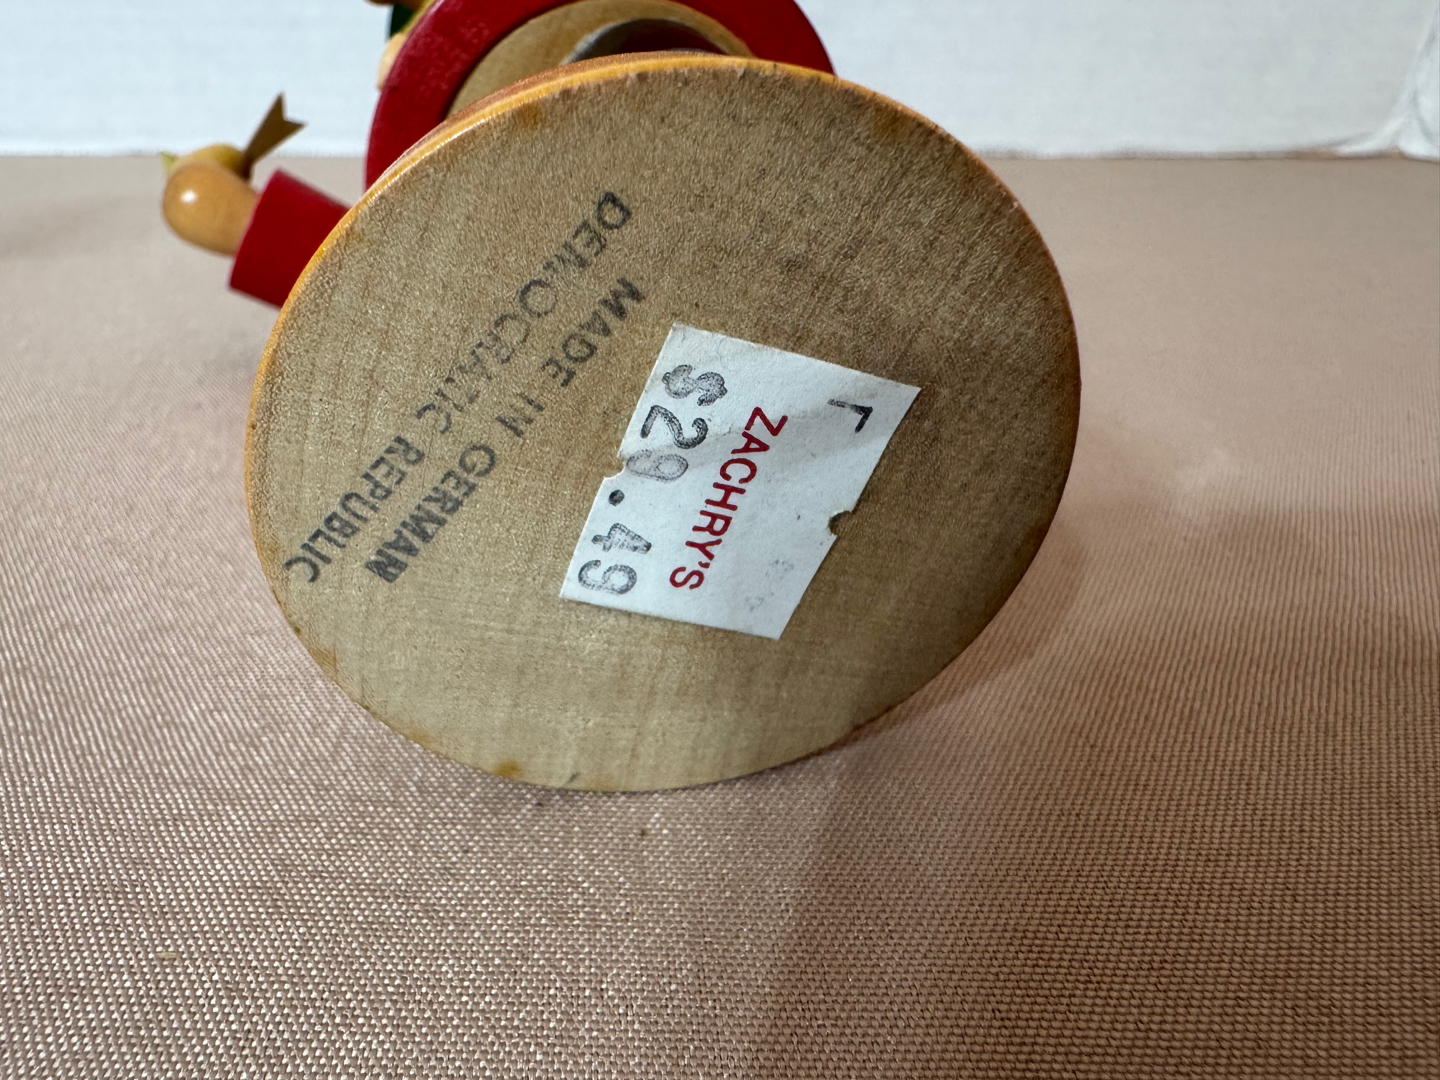 MADE IN GERMAN
DEMOCRATIC REPUBLIC
ZACHRY'S
$29.49